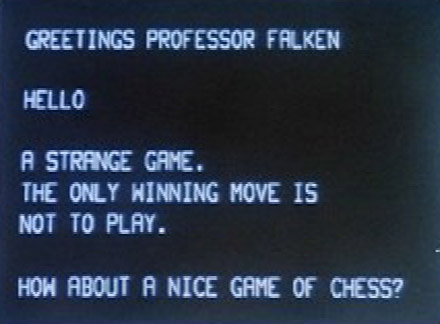 GREETINGS PROFESSOR FALKEN
HELLO
A STRANGE GAME.
THE ONLY WINNING MOVE IS
NOT TO PLAY.
HOW ABOUT A NICE GAME OF CHESS?